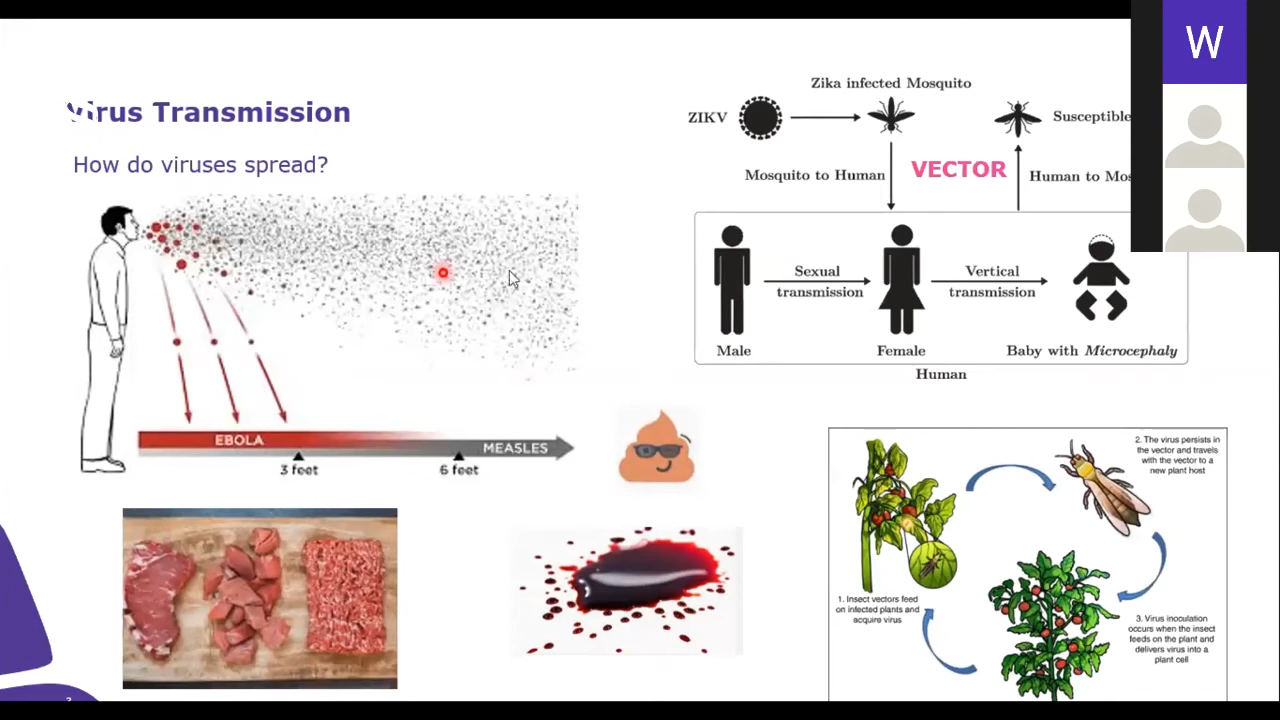 Virus Transmission
How do viruses spread?
EBOLA
MEASLES
3 feet
6 feet
Zika infected Mosquito
ZIKV
Susceptible
Mosquito to Human
VECTOR
Human to
Sexual
transmission
Vertical
transmission
Male
Female
Baby with Microcephaly
Human
1. Insect vectors feed
on infected plants and
acquire virus
2. The virus persists in
the vector and travels
with the vector to a
new plant host
3. Virus inoculation
occurs when the insect
feeds on the plant and
delivers virus into a
plant cell
W